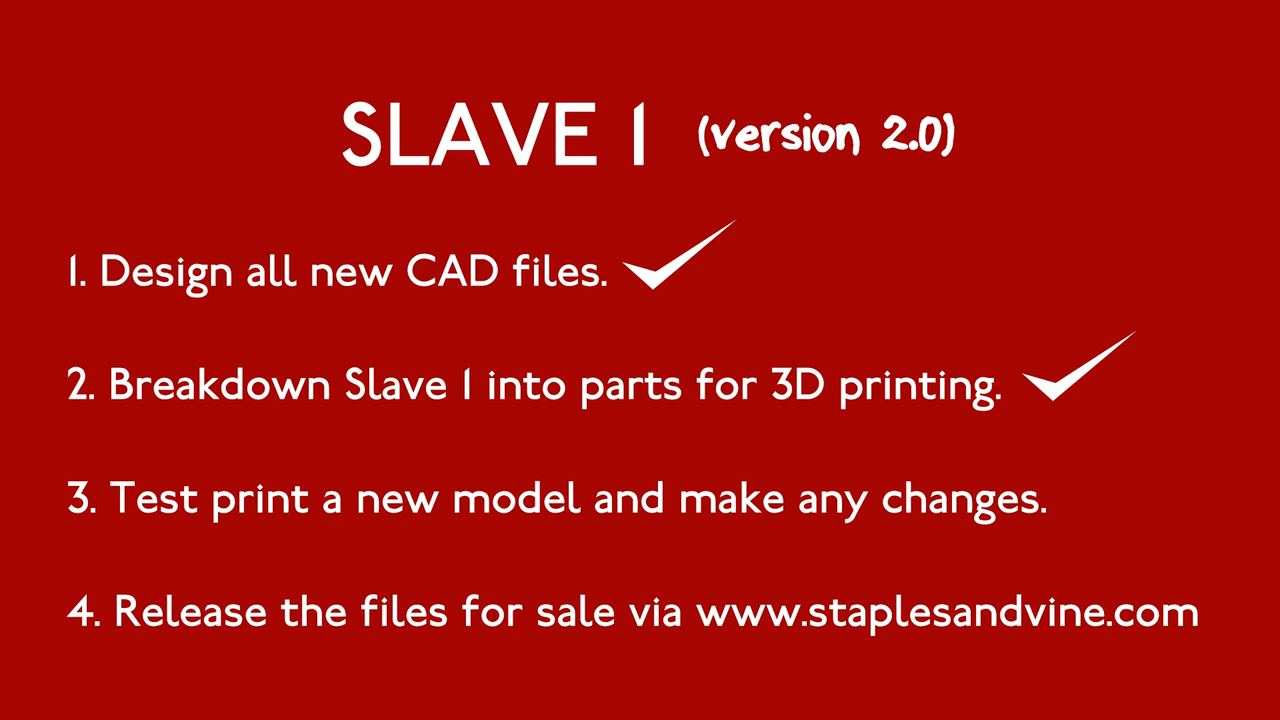 SLAVE 1 (version 2.0)
1. Design all new CAD files.
2. Breakdown Slave 1 into parts for 3D printing.
3. Test print a new model and make any changes.
4. Release the files for sale via www.staplesandvine.com